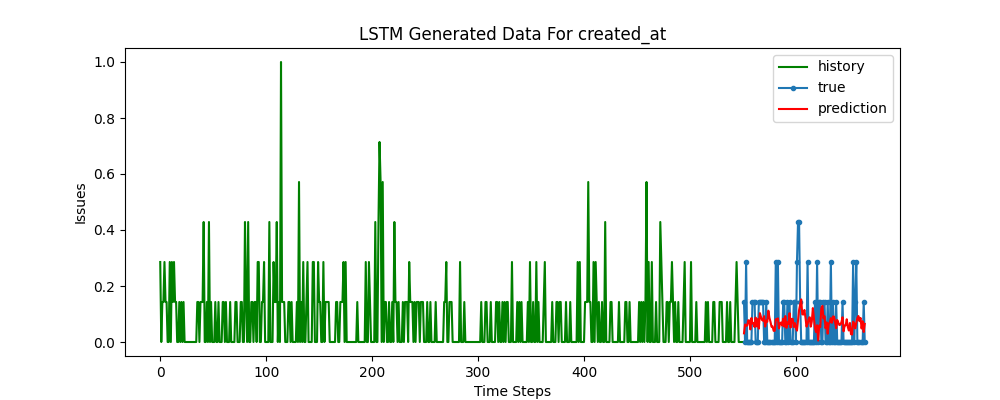 LSTM Generated Data For created_at
history
true
prediction
Issues
1.0
0.8
0.6
0.4
0.2
0.0
0
100
200
300
400
500
600
Time Steps